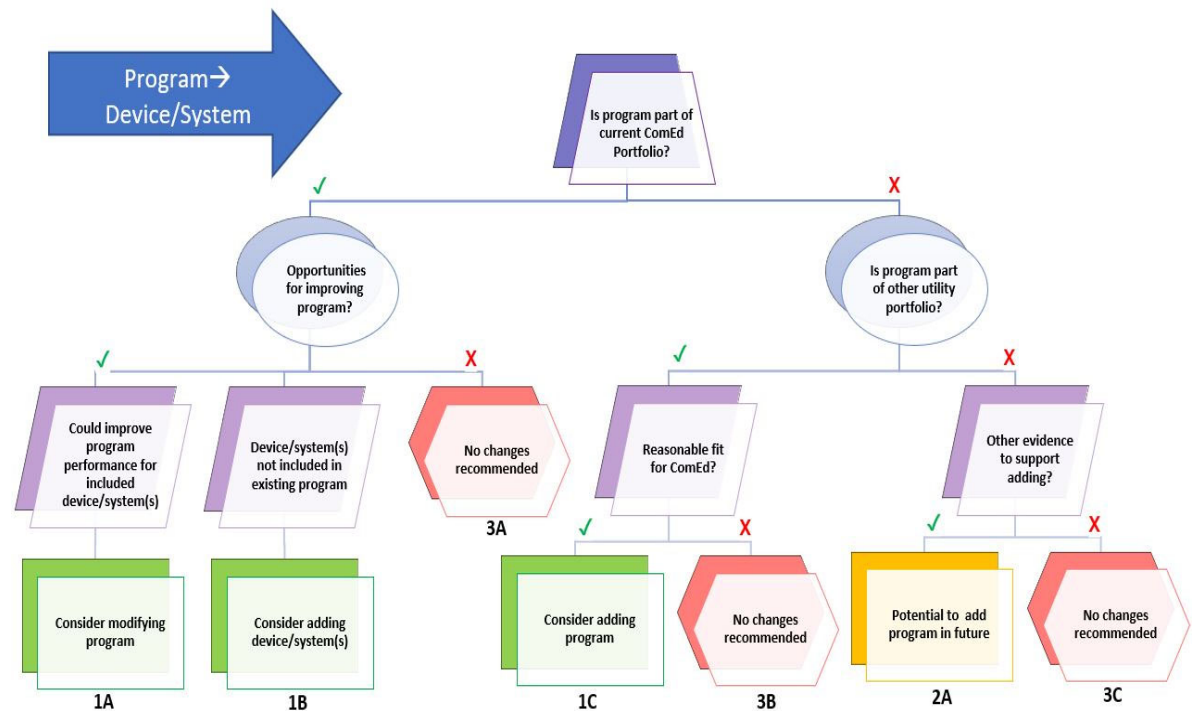 Program→
Device/System
Is program part of
current ComEd
Portfolio?
✓
X
Opportunities
for improving
program?
Is program part
of other utility
portfolio?
✓
X
✓
X
Could improve
program
performance for
included
device/system(s)
Device/system(s)
not included in
existing program
No changes
recommended
3A
Reasonable fit
for ComEd?
Other evidence
to support
adding?
✓
X
✓
X
Consider modifying
program
Consider adding
device/system(s)
Consider adding
program
No changes
recommended
Potential to add
program in future
No changes
recommended
1A
1B
1C
3B
2A
3C